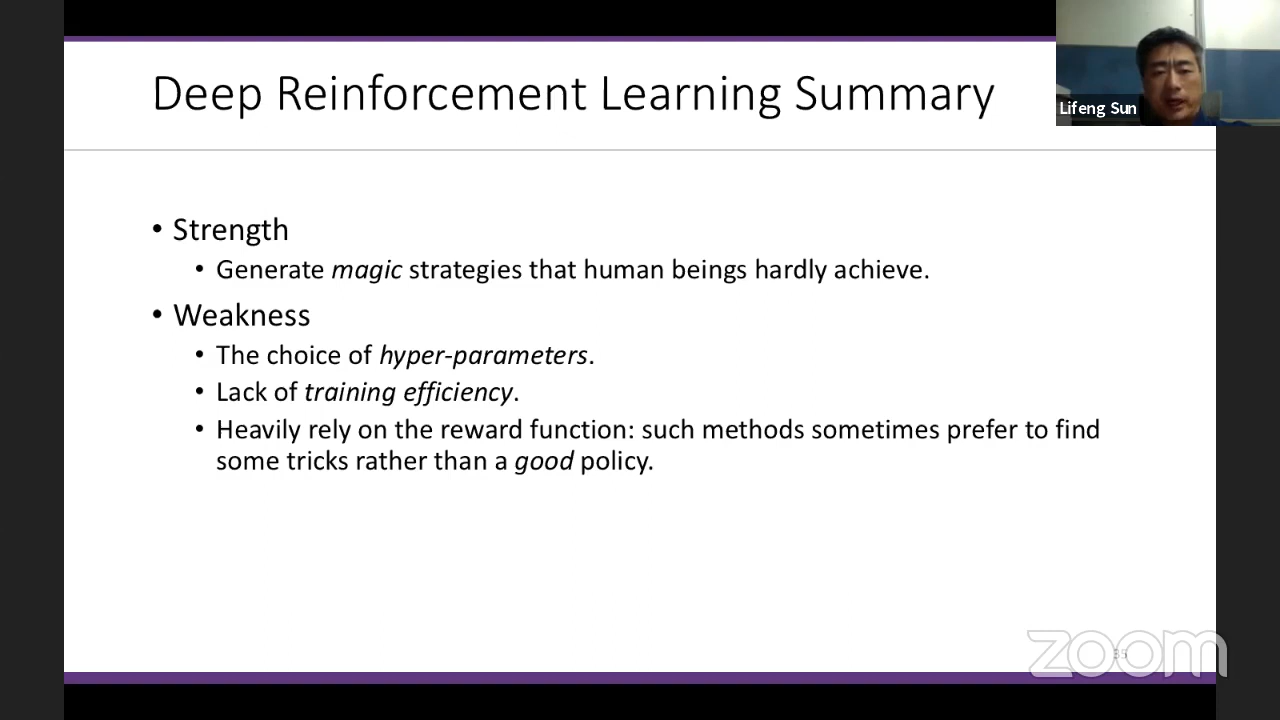 Deep Reinforcement Learning Summary
Lifeng Sun
• Strength
• Generate magic strategies that human beings hardly achieve.
• Weakness
• The choice of hyper-parameters.
• Lack of training efficiency.
• Heavily rely on the reward function: such methods sometimes prefer to find
some tricks rather than a good policy.
35
zoom